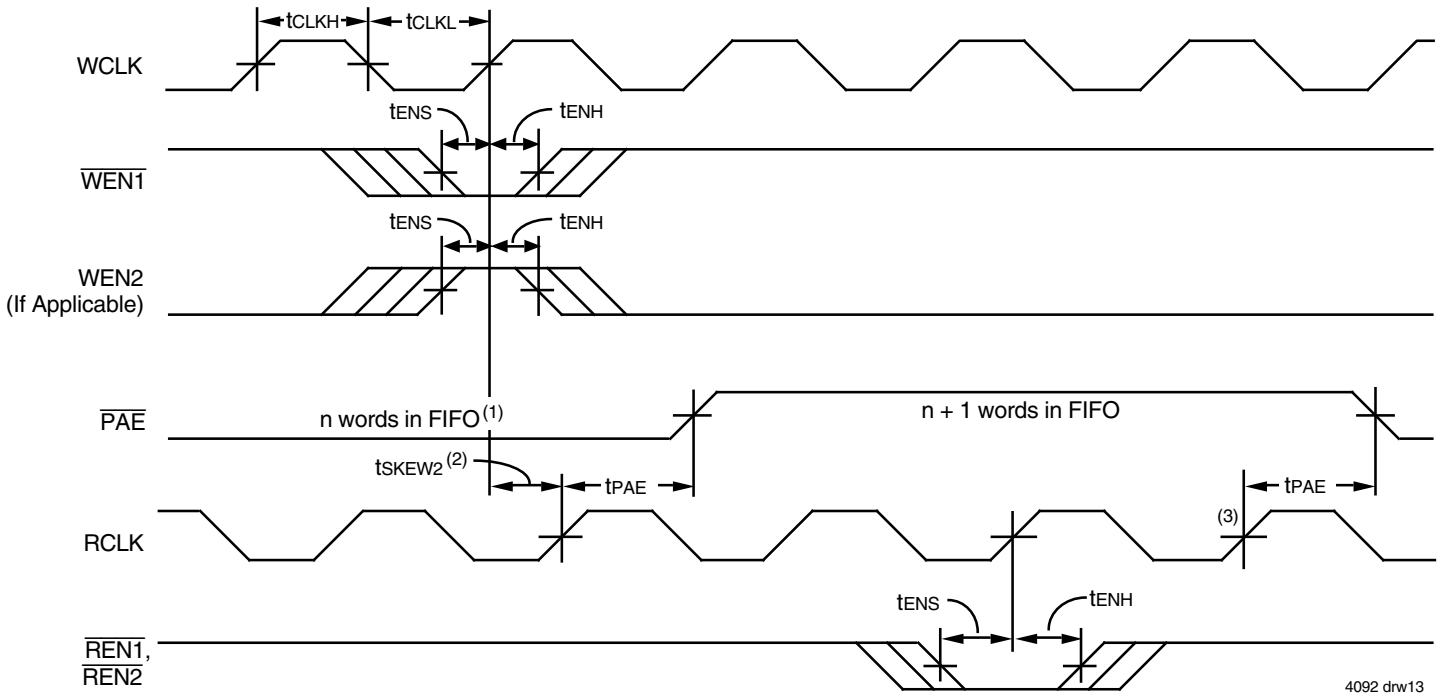 tCLKH tCLKL
WCLK
tENS tENH
WEN1
tENS tENH
WEN2
(If Applicable)
PAE
n words in FIFO(1)
n + 1 words in FIFO
tSKEW2(2)
tPAE
tPAE
RCLK
(3)
tENS tENH
REN1,
REN2
4092 drw13